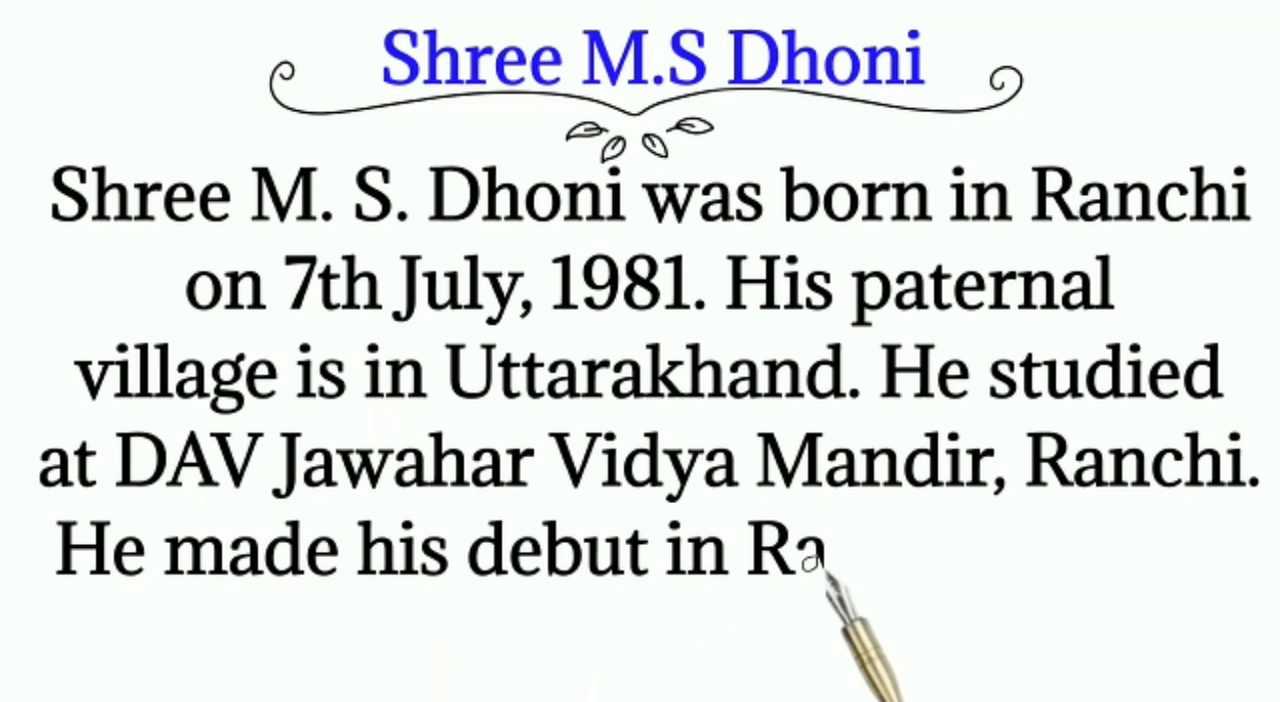 Shree M.S Dhoni
Shree M. S. Dhoni was born in Ranchi
on 7th July, 1981. His paternal
village is in Uttarakhand. He studied
at DAV Jawahar Vidya Mandir, Ranchi.
He made his debut in Ra